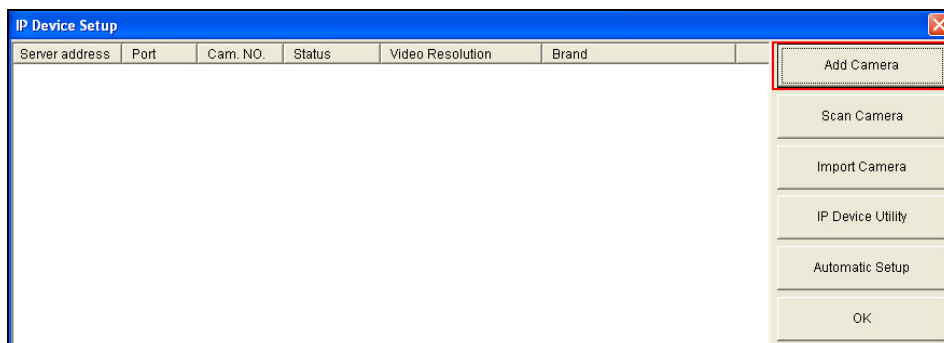 IP Device Setup
Server address Port Cam. NO. Status Video Resolution Brand
Add Camera
Scan Camera
Import Camera
IP Device Utility
Automatic Setup
OK